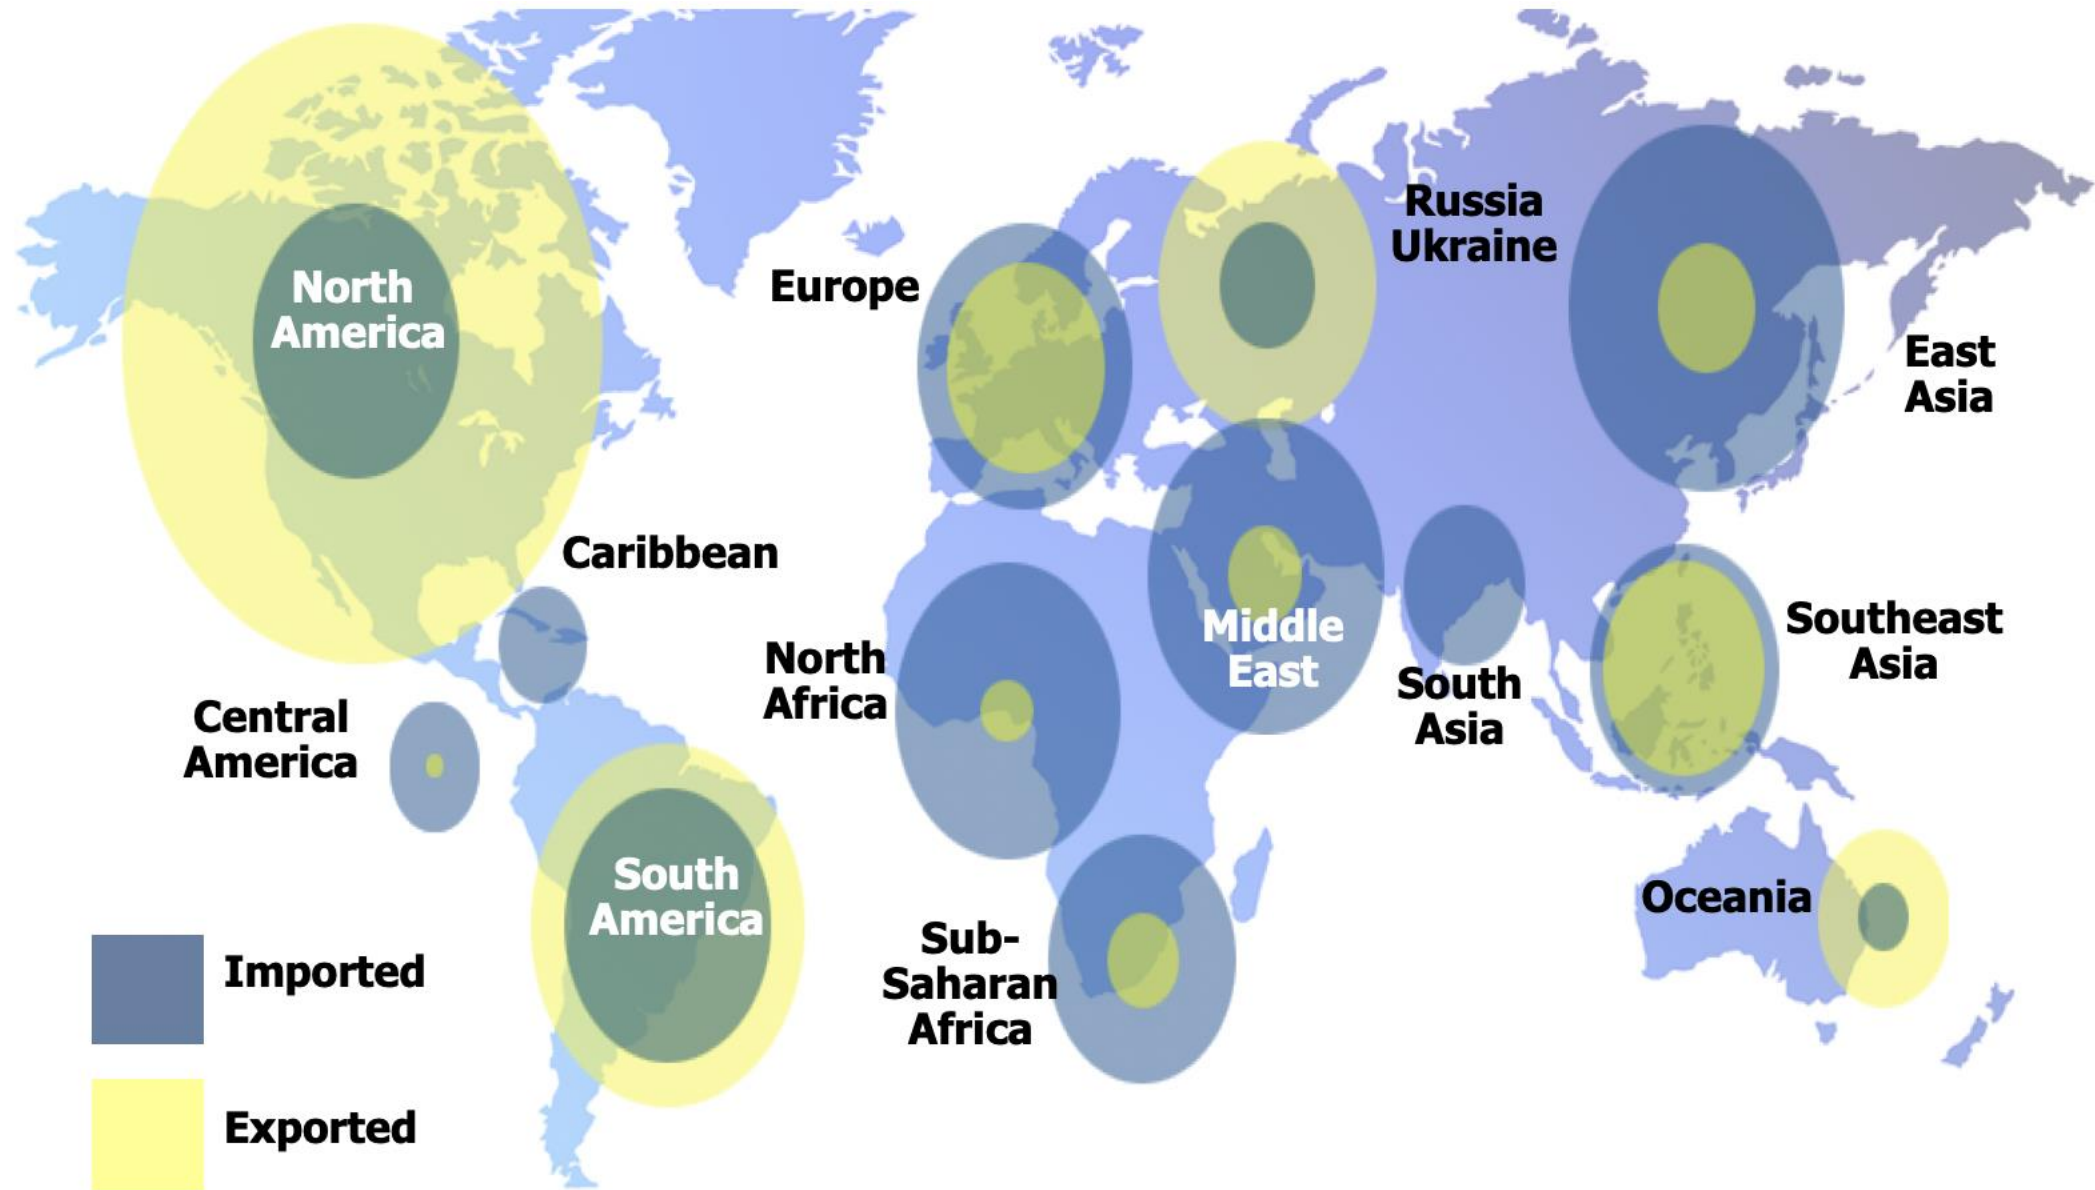 North
America
Europe
Russia
Ukraine
East
Asia
Caribbean
North
Africa
Middle
East
South
Asia
Southeast
Asia
Central
America
South
America
Sub-
Saharan
Africa
Oceania
Imported
Exported